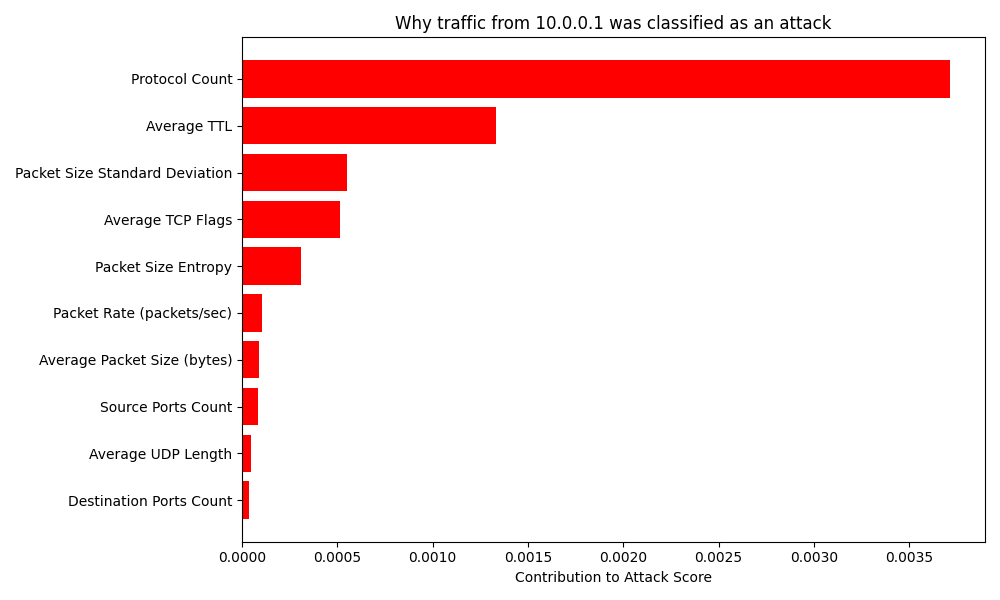 Why traffic from 10.0.0.1 was classified as an attack
Protocol Count
Average TTL
Packet Size Standard Deviation
Average TCP Flags
Packet Size Entropy
Packet Rate (packets/sec)
Average Packet Size (bytes)
Source Ports Count
Average UDP Length
Destination Ports Count
0.0000 0.0005 0.0010 0.0015 0.0020 0.0025 0.0030 0.0035
Contribution to Attack Score